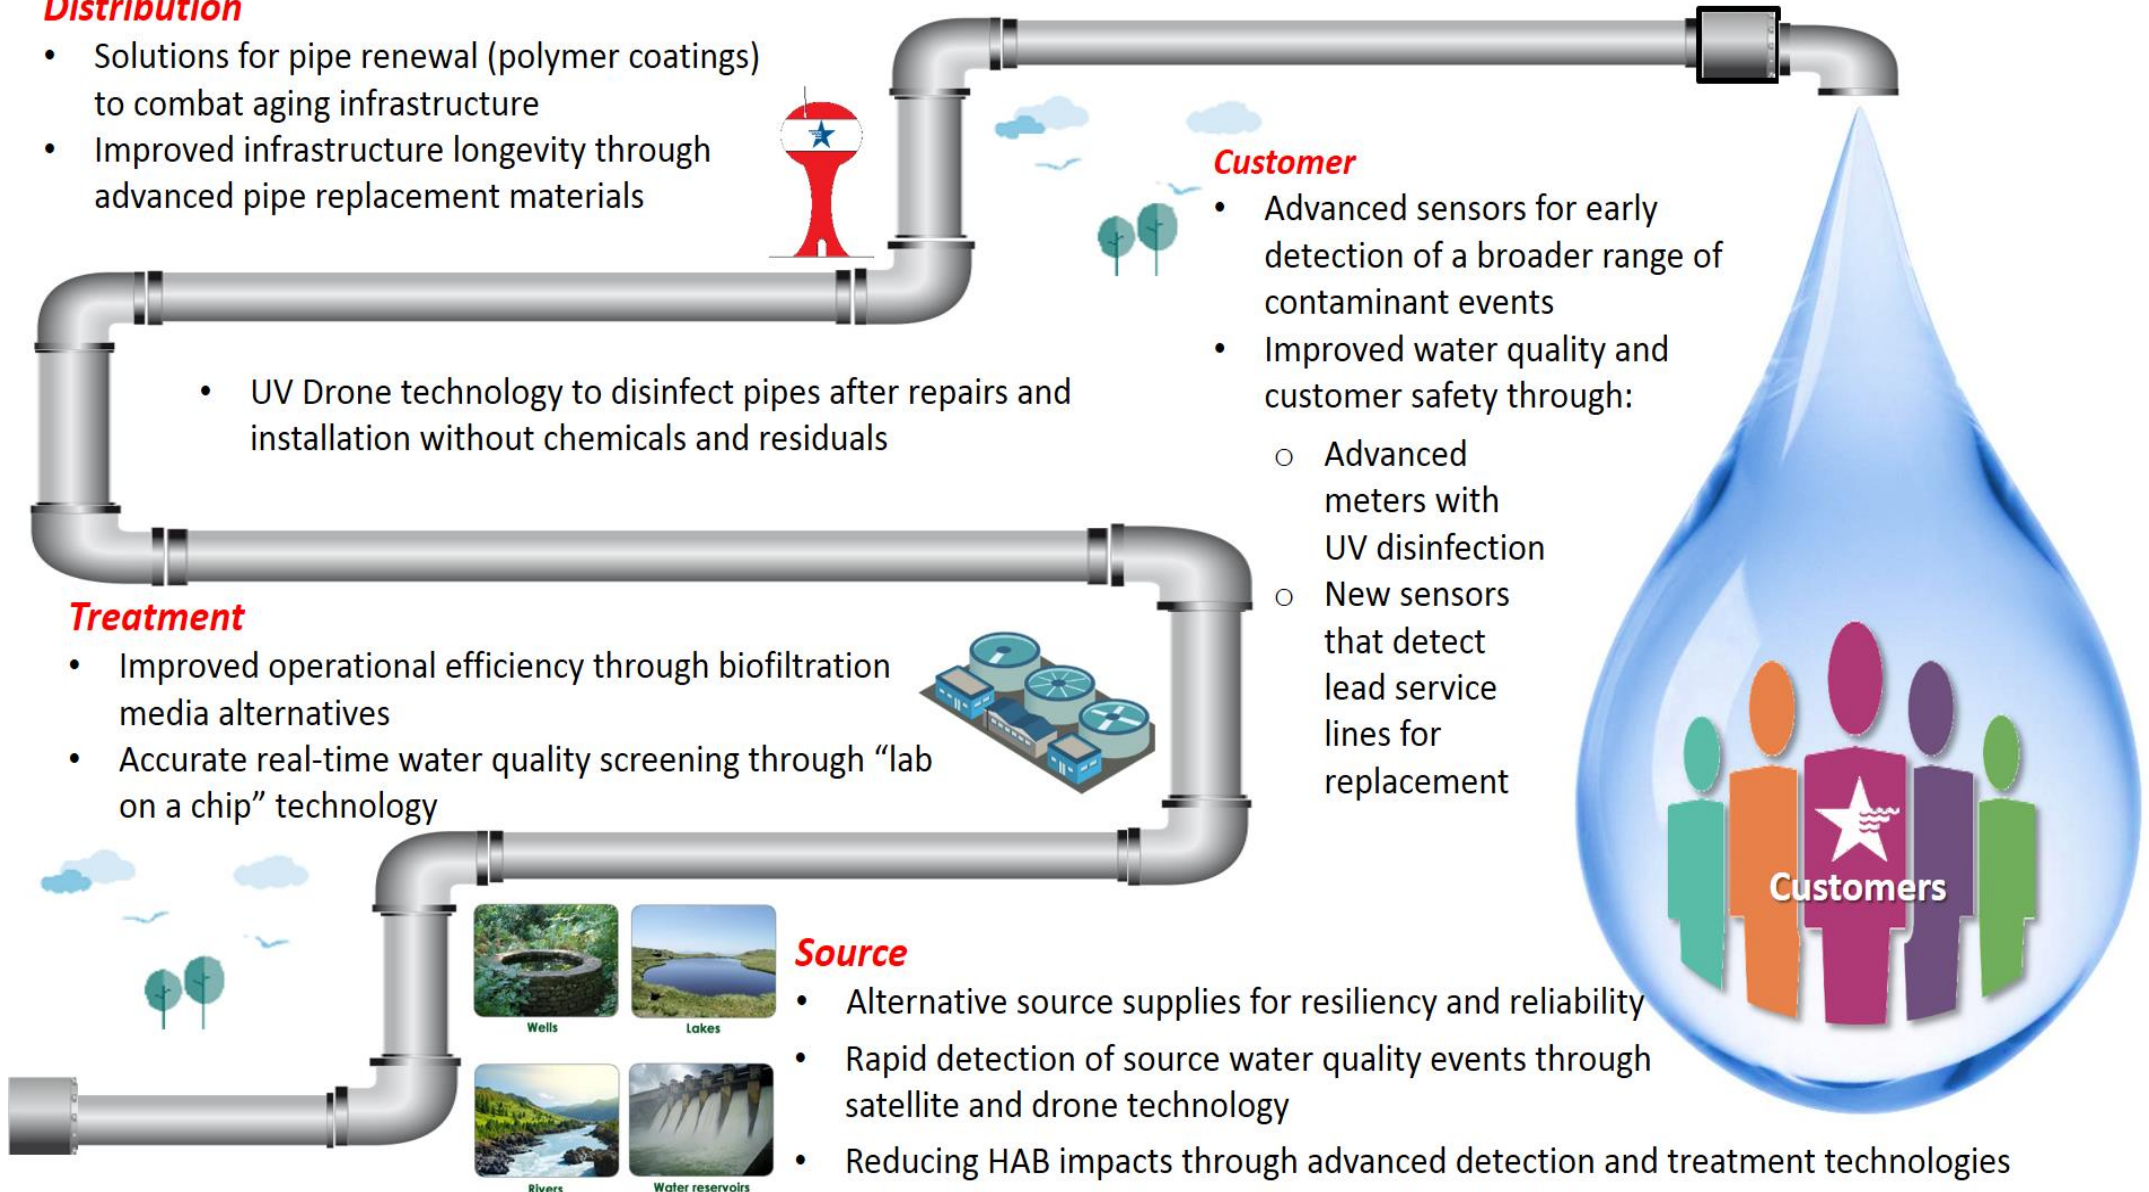 Distribution
• Solutions for pipe renewal (polymer coatings)
to combat aging infrastructure
• Improved infrastructure longevity through
advanced pipe replacement materials
• UV Drone technology to disinfect pipes after repairs and
installation without chemicals and residuals
Customer
• Advanced sensors for early
detection of a broader range of
contaminant events
• Improved water quality and
customer safety through:
o Advanced
meters with
UV disinfection
o New sensors
that detect
lead service
lines for
replacement
Treatment
• Improved operational efficiency through biofiltration
media alternatives
• Accurate real-time water quality screening through “lab
on a chip” technology
Customers
Wells
Lakes
Rivers
Water reservoirs
Source
• Alternative source supplies for resiliency and reliability
• Rapid detection of source water quality events through
satellite and drone technology
• Reducing HAB impacts through advanced detection and treatment technologies